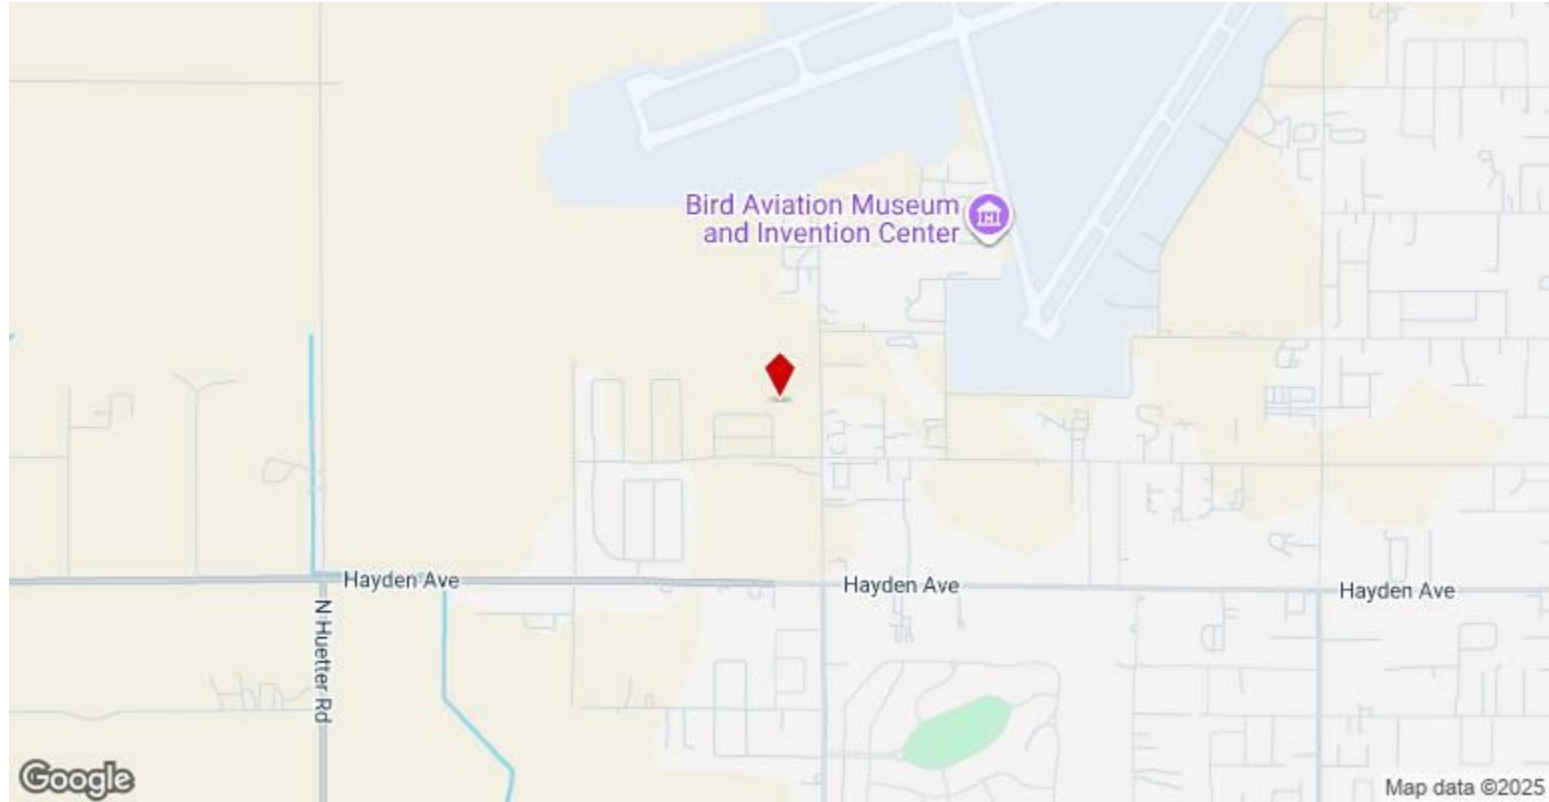 Bird Aviation Museum
and Invention Center
Hayden Ave
Hayden Ave
Hayden Ave
N Huetter Rd
Google
Map data ©2025